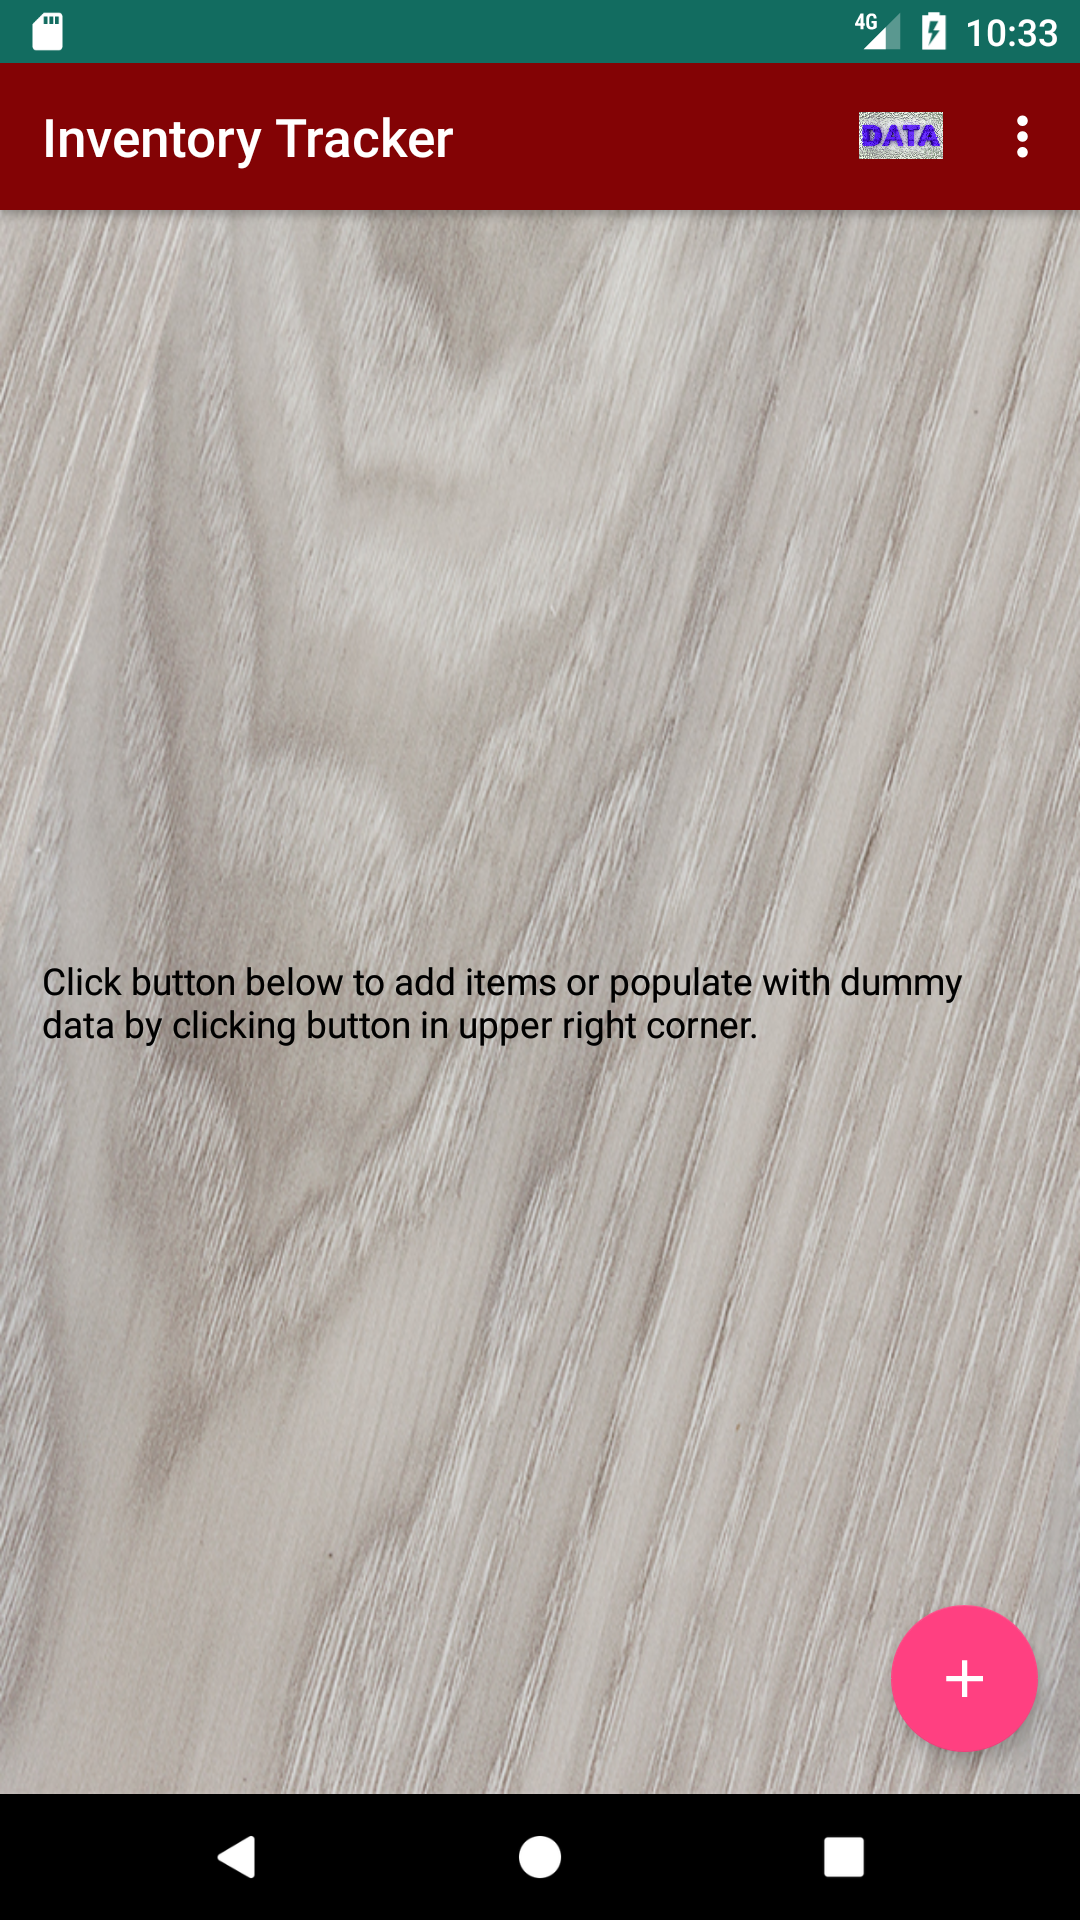 4G 10:33
Inventory Tracker DATA
Click button below to add items or populate with dummy
data by clicking button in upper right corner.